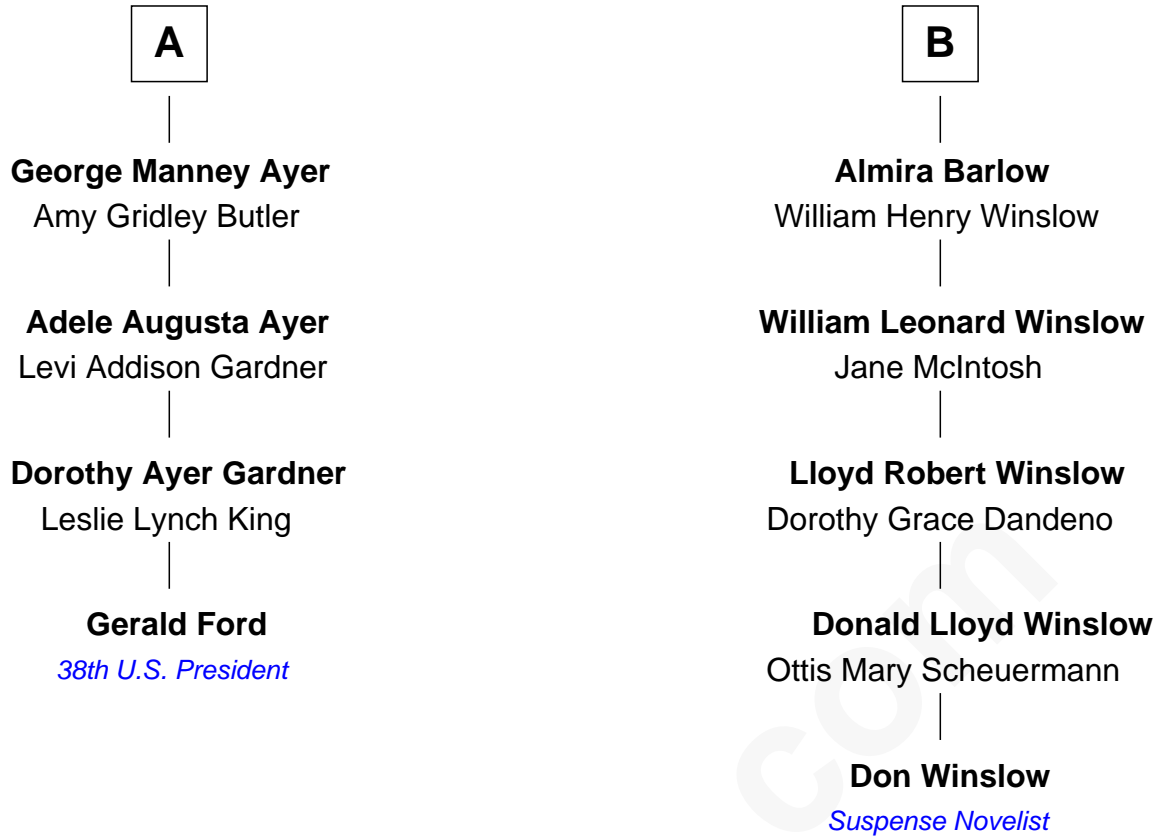 A
George Manney Ayer
Amy Gridley Butler
Adele Augusta Ayer
Levi Addison Gardner
Dorothy Ayer Gardner
Leslie Lynch King
Gerald Ford
38th U.S. President
B
Almira Barlow
William Henry Winslow
William Leonard Winslow
Jane McIntosh
Lloyd Robert Winslow
Dorothy Grace Dandeno
Donald Lloyd Winslow
Ottis Mary Scheuermann
Don Winslow
Suspense Novelist
com